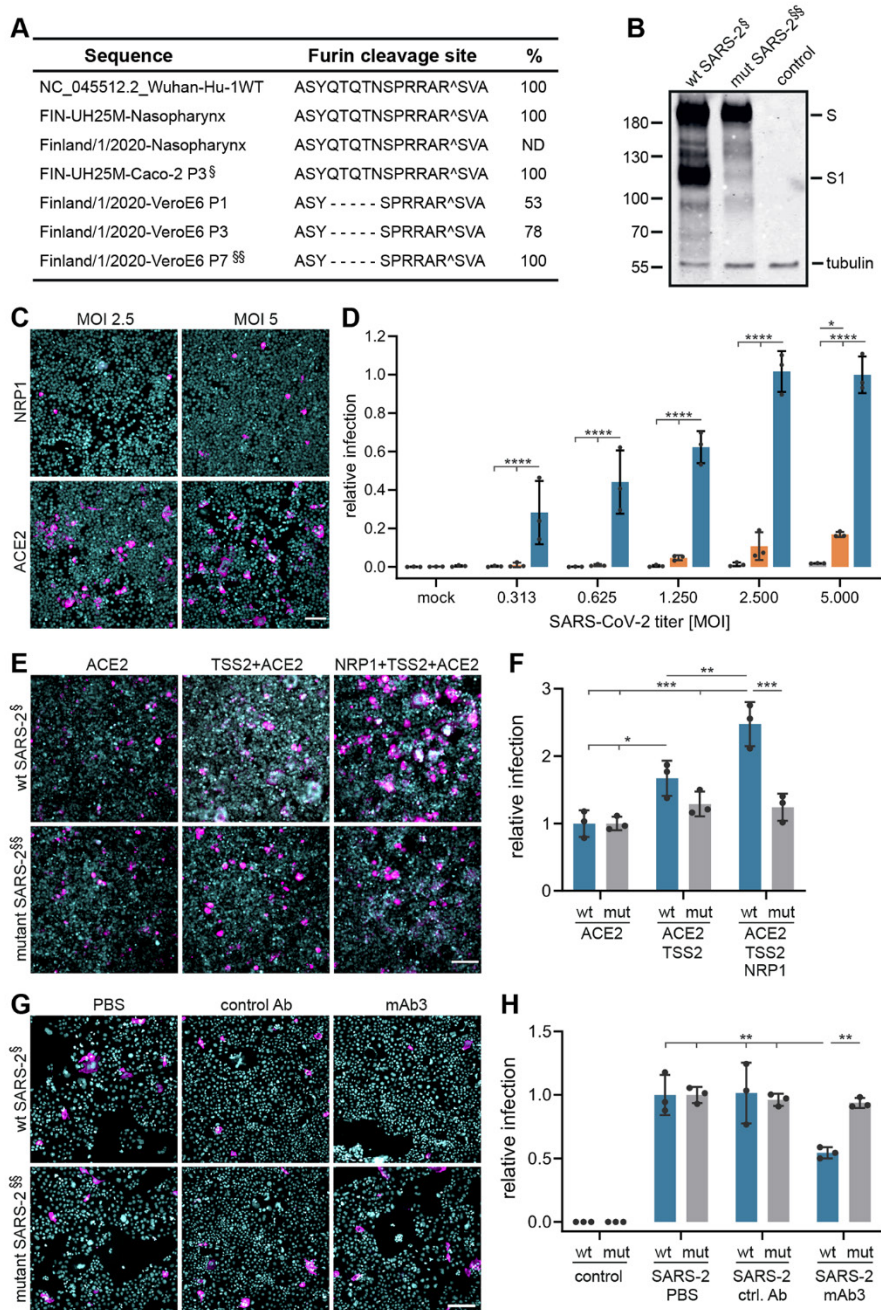 A
Sequence Furin cleavage site %
NC_045512.2_Wuhan-Hu-1WT ASYQTQTNSPRRAR^SVA 100
FIN-UH25M-Nasopharynx ASYQTQTNSPRRAR^SVA 100
Finland/1/2020-Nasopharynx ASYQTQTNSPRRAR^SVA ND
FIN-UH25M-Caco-2 P3§ ASYQTQTNSPRRAR^SVA 100
Finland/1/2020-VeroE6 P1 ASY - - - - - SPRRAR^SVA 53
Finland/1/2020-VeroE6 P3 ASY - - - - - SPRRAR^SVA 78
Finland/1/2020-VeroE6 P7 §§ ASY - - - - - SPRRAR^SVA 100
B
wt SARS-2§ mut SARS-2§§ control
180
130
100
70
55
S
S1
tubulin
C
MOI 2.5 MOI 5
NRP1
ACE2
D
relative infection
1.2
1.0
0.8
0.6
0.4
0.2
0.0
**** **** **** **** * ****
mock 0.313 0.625 1.250 2.500 5.000
SARS-CoV-2 titer [MOI]
E
ACE2 TSS2+ACE2 NRP1+TSS2+ACE2
wt SARS-2§
mutant SARS-2§§
F
relative infection
3
2
1
0
**
*** ***
*
wt mut wt mut wt mut
ACE2 ACE2 ACE2
TSS2 TSS2
NRP1
G
PBS control Ab mAb3
wt SARS-2§
mutant SARS-2§§
H
relative infection
1.5
1.0
0.5
0.0
** **
wt mut wt mut wt mut wt mut
control SARS-2 SARS-2 SARS-2
PBS ctrl. Ab mAb3